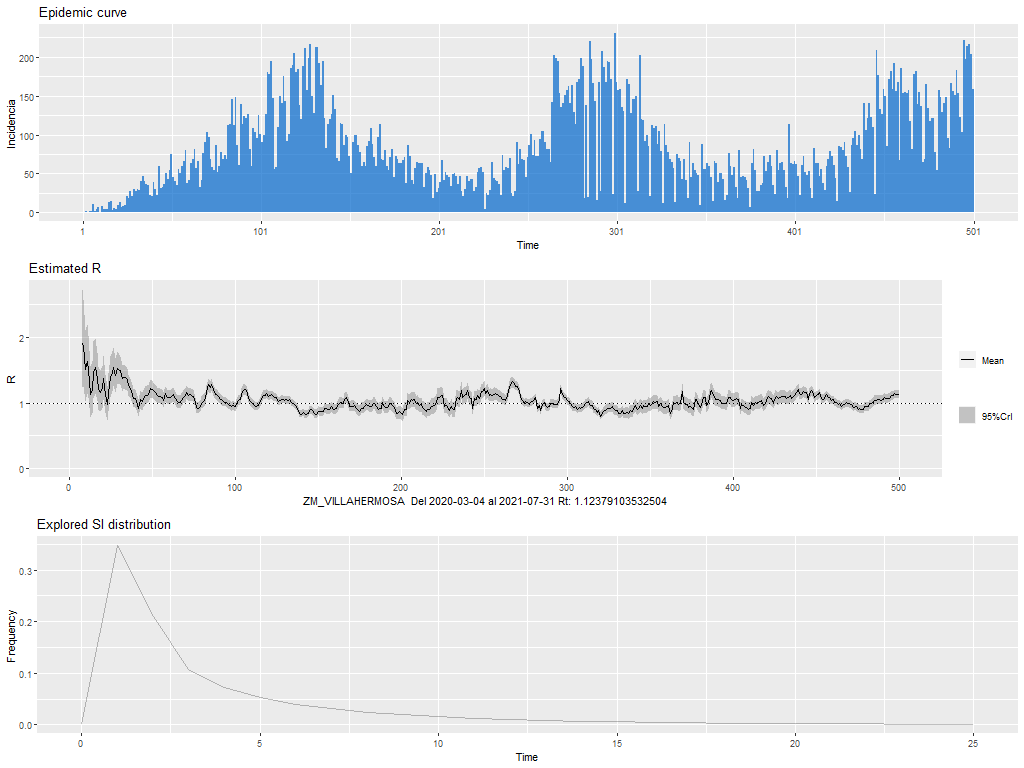 Epidemic curve
Incidencia
200
150
100
50
0
1
101
201
301
401
501
Time
Estimated R
R
2
1
0
0
100
200
300
400
500
Mean
95%CrI
ZM_VILLAHERMOSA Del 2020-03-04 al 2021-07-31 Rt: 1.12379103532504
Explored SI distribution
Frequency
0.3
0.2
0.1
0.0
0
5
10
15
20
25
Time